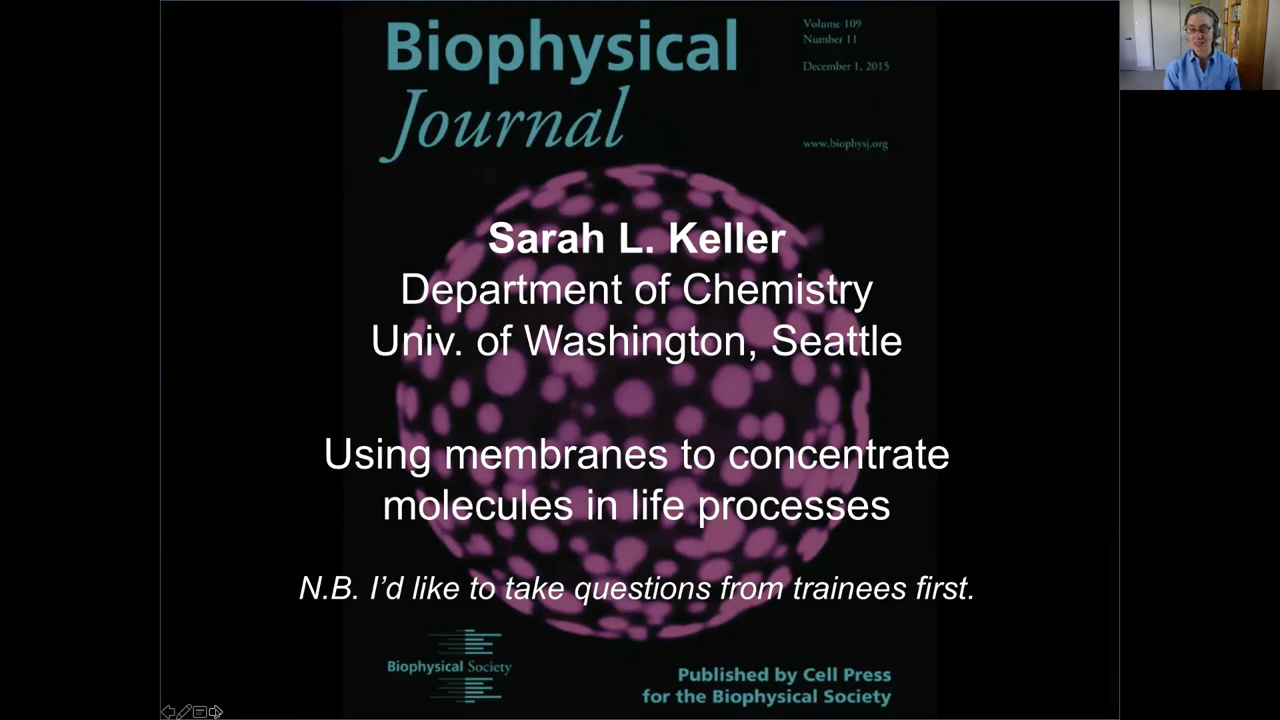 Biophysical
Journal
Volume 109
Number 11
December 1, 2015
www.biophysj.org
Sarah L. Keller
Department of Chemistry
Univ. of Washington, Seattle
Using membranes to concentrate
molecules in life processes
N.B. I'd like to take questions from trainees first.
Biophysical Society
Published by Cell Press
for the Biophysical Society